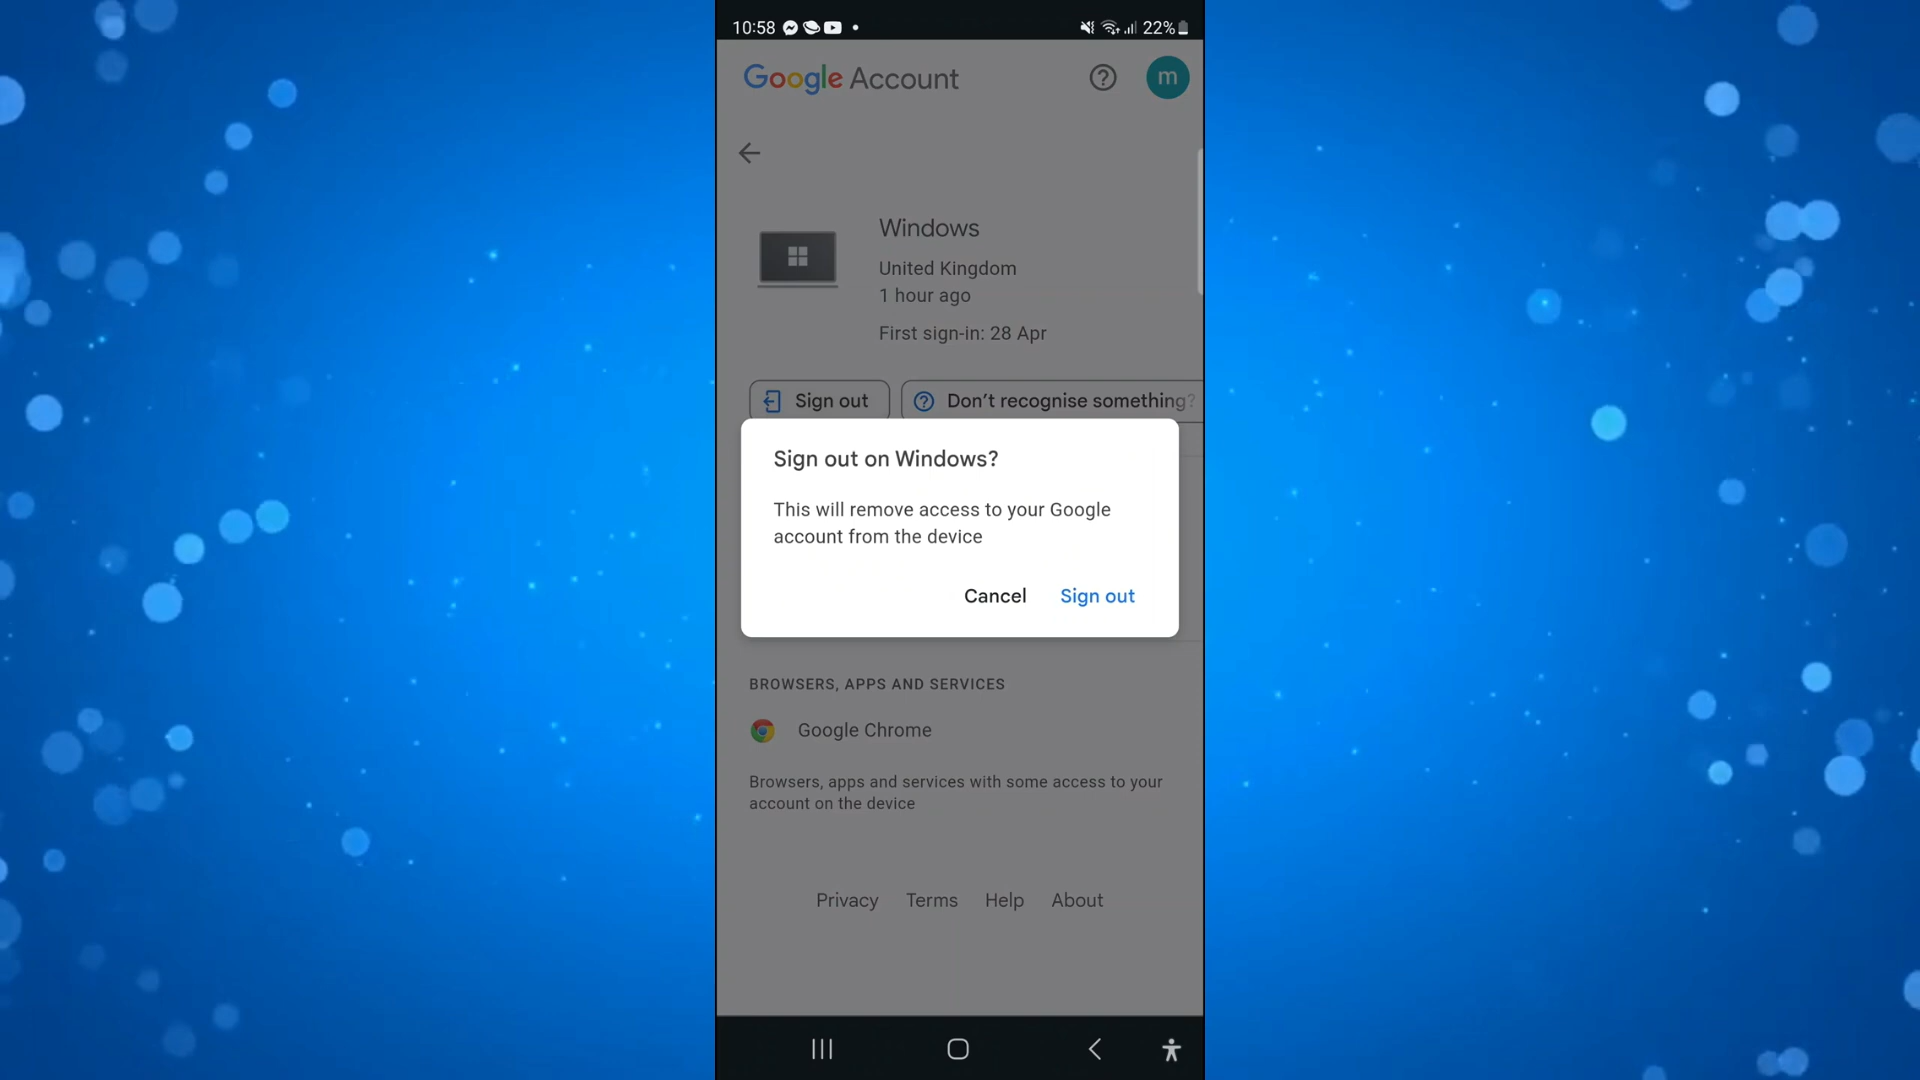 10:58 22%
Google Account m
Windows
United Kingdom
1 hour ago
First sign-in: 28 Apr
Sign out Don't recognise something?
Sign out on Windows?
This will remove access to your Google
account from the device
Cancel Sign out
BROWSERS, APPS AND SERVICES
Google Chrome
Browsers, apps and services with some access to your
account on the device
Privacy Terms Help About